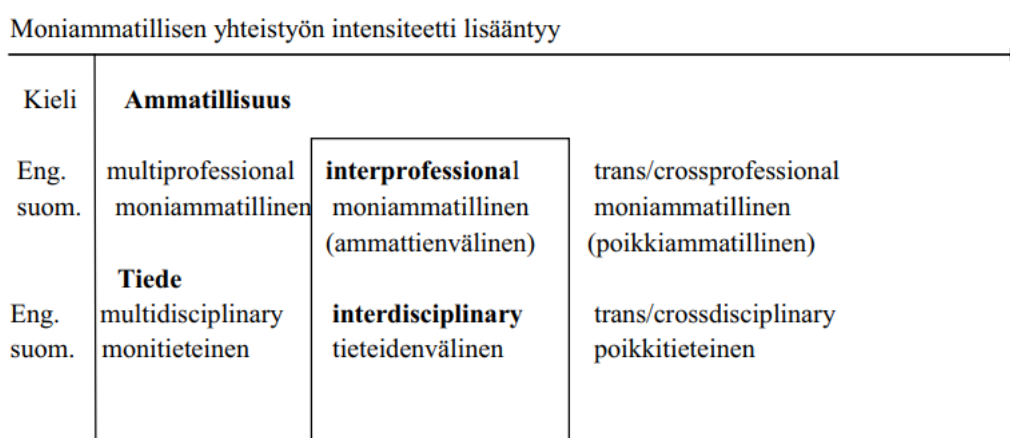 Moniammatillisen yhteistyön intensiteetti lisääntyy
Kieli Ammatillisuus
Eng. multiprofessional interprofessional trans/crossprofessional
suom. moniammatillinen moniammatillinen moniammatillinen
(ammattienvälinen) (poikkiammatillinen)
Tiede
Eng. multidisciplinary interdisciplinary trans/crossdisciplinary
suom. monitieteinen tieteidenvälinen poikkitieteinen